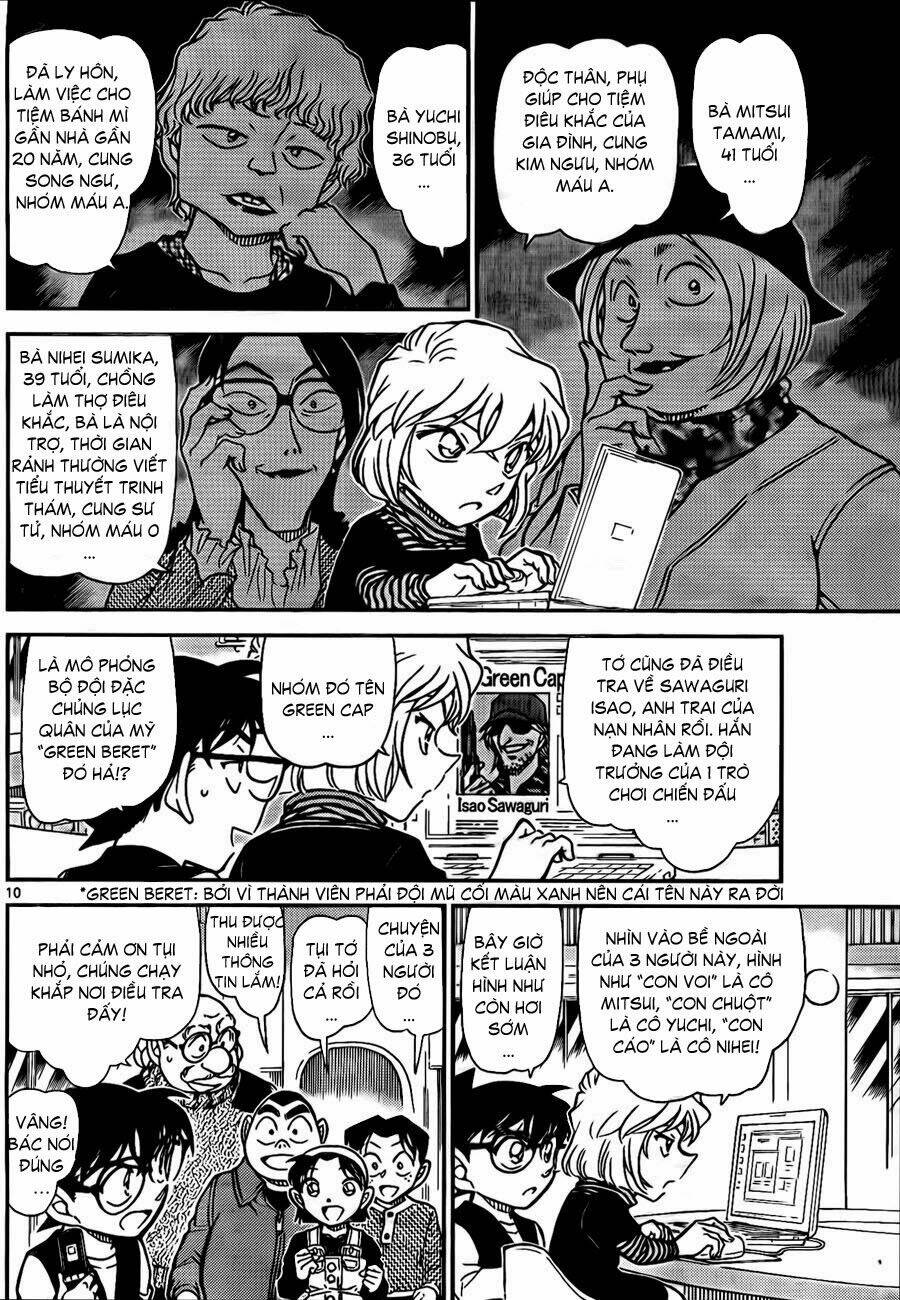 BÀ MITSUI
TAMAMI,
41 TUỔI
...
ĐỘC THÂN, PHỤ
GIÚP CHO TIỆM
ĐIÊU KHẮC CỦA
GIA ĐÌNH, CUNG
KIM NGƯU, NHÓM
MÁU A.
BÀ YUCHI
SHINOBU,
36 TUỔI
...
ĐÃ LY HÔN,
LÀM VIỆC CHO
TIỆM BÁNH MÌ
GẦN NHÀ GẦN
20 NĂM, CUNG
SONG NGƯ,
NHÓM MÁU A.
BÀ NIHEI SUMIKA,
39 TUỔI, CHỒNG
LÀM THỢ ĐIÊU
KHẮC, BÀ LÀ NỘI
TRỢ, THỜI GIAN
RẢNH THƯỜNG VIẾT
TIỂU THUYẾT TRINH
THÁM, CUNG SƯ
TỬ, NHÓM MÁU O
...
TỚ CŨNG ĐÃ ĐIỀU
TRA VỀ SAWAGURI
ISAO, ANH TRAI CỦA
NẠN NHÂN RỒI. HẮN
ĐANG LÀM ĐỘI
TRƯỞNG CỦA 1 TRÒ
CHƠI CHIẾN ĐẤU
...
Green Cap
Isao Sawaguri
NHÓM ĐÓ TÊN
GREEN CAP
...
LÀ MÔ PHỎNG
BỘ ĐỘI ĐẶC
CHỦNG LỤC
QUÂN CỦA MỸ
"GREEN BERET"
ĐÓ HẢ!?
10
*GREEN BERET: BỞI VÌ THÀNH VIÊN PHẢI ĐỘI MŨ CỐI MÀU XANH NÊN CÁI TÊN NÀY RA ĐỜI
NHÌN VÀO BỀ NGOÀI
CỦA 3 NGƯỜI NÀY, HÌNH
NHƯ "CON VOI" LÀ CÔ
MITSUI, "CON CHUỘT"
LÀ CÔ YUCHI, "CON
CÁO" LÀ CÔ NIHEI!
BÂY GIỜ
KẾT LUẬN
HÌNH NHƯ
CÒN HƠI
SỚM
...
CHUYỆN
CỦA 3
NGƯỜI
ĐÓ
...
TỤI TỚ
ĐÃ HỎI
CẢ RỒI
...
THU ĐƯỢC
NHIỀU
THÔNG
TIN LẮM!
PHẢI CẢM ƠN TỤI
NHỎ, CHÚNG CHẠY
KHẮP NƠI ĐIỀU TRA
ĐẤY!
VÂNG!
BÁC NÓI
ĐÚNG
...